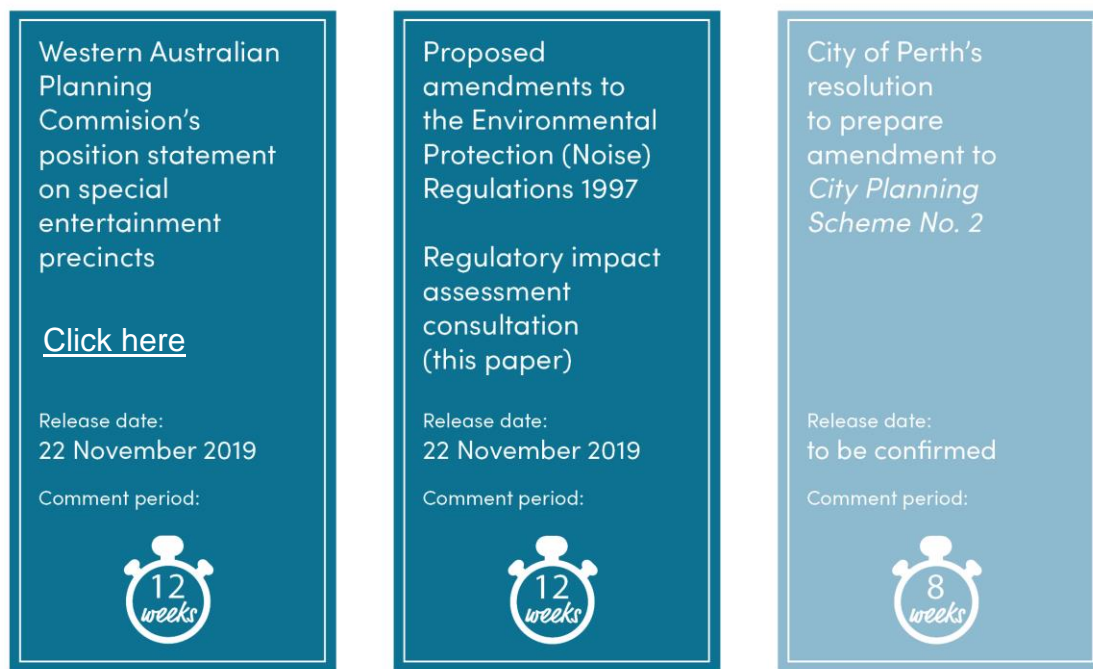 Western Australian
Planning
Commision's
position statement
on special
entertainment
precincts
Click here
Release date:
22 November 2019
Comment period:
12
weeks
Proposed
amendments to
the Environmental
Protection (Noise)
Regulations 1997
Regulatory impact
assessment
consultation
(this paper)
Release date:
22 November 2019
Comment period:
12
weeks
City of Perth's
resolution
to prepare
amendment to
City Planning
Scheme No. 2
Release date:
to be confirmed
Comment period:
8
weeks